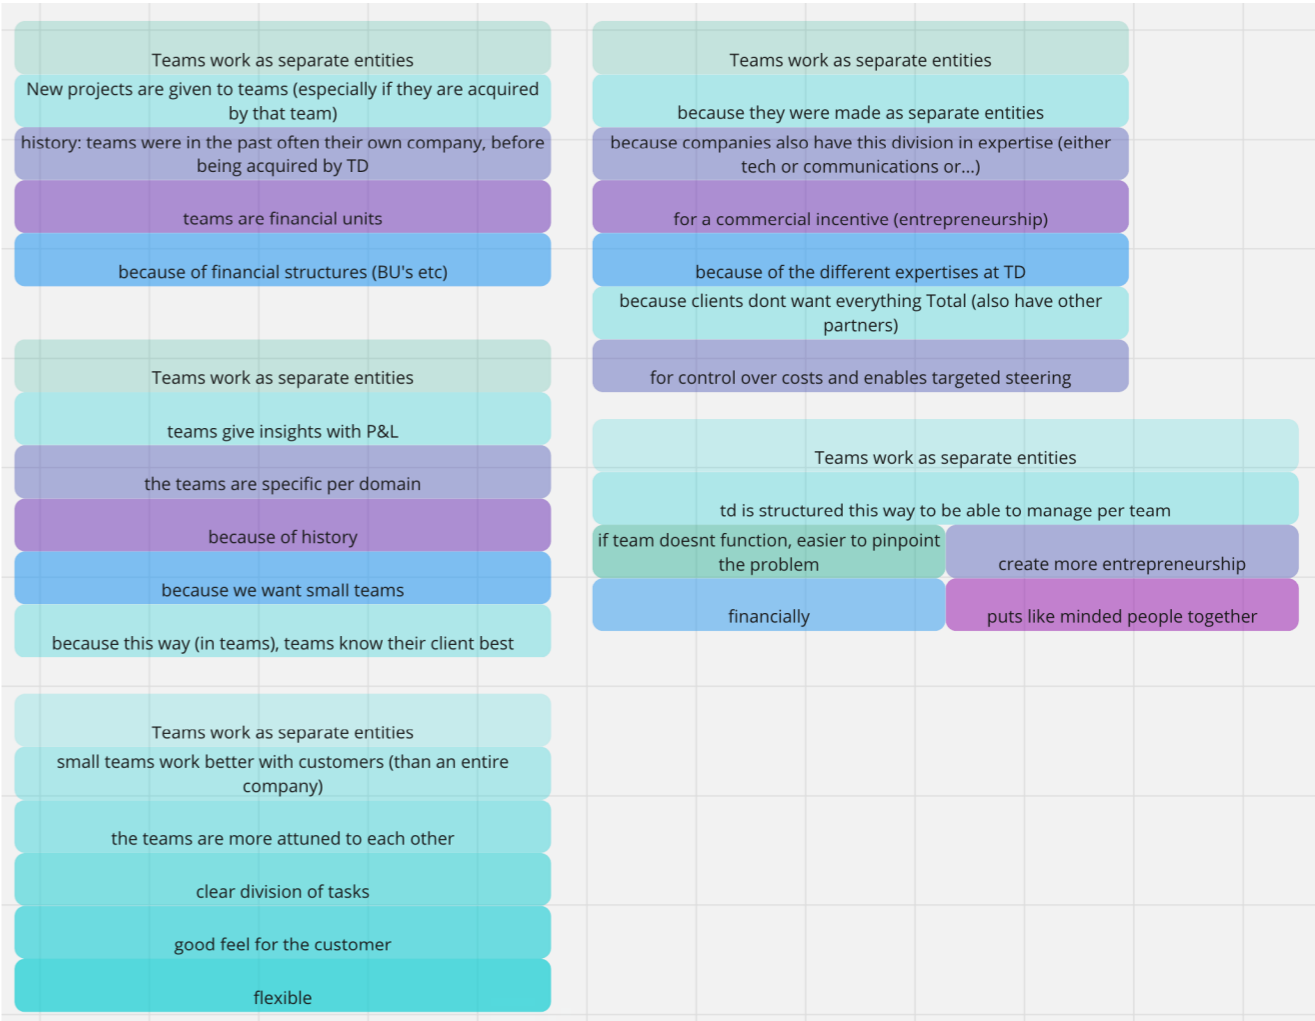 Teams work as separate entities
New projects are given to teams (especially if they are acquired
by that team)
history: teams were in the past often their own company, before
being acquired by TD
teams are financial units
because of financial structures (BU's etc)
Teams work as separate entities
teams give insights with P&L
the teams are specific per domain
because of history
because we want small teams
because this way (in teams), teams know their client best
Teams work as separate entities
small teams work better with customers (than an entire
company)
the teams are more attuned to each other
clear division of tasks
good feel for the customer
flexible
Teams work as separate entities
because they were made as separate entities
because companies also have this division in expertise (either
tech or communications or...)
for a commercial incentive (entrepreneurship)
because of the different expertises at TD
because clients dont want everything Total (also have other
partners)
for control over costs and enables targeted steering
Teams work as separate entities
td is structured this way to be able to manage per team
if team doesnt function, easier to pinpoint
the problem
create more entrepreneurship
financially
puts like minded people together